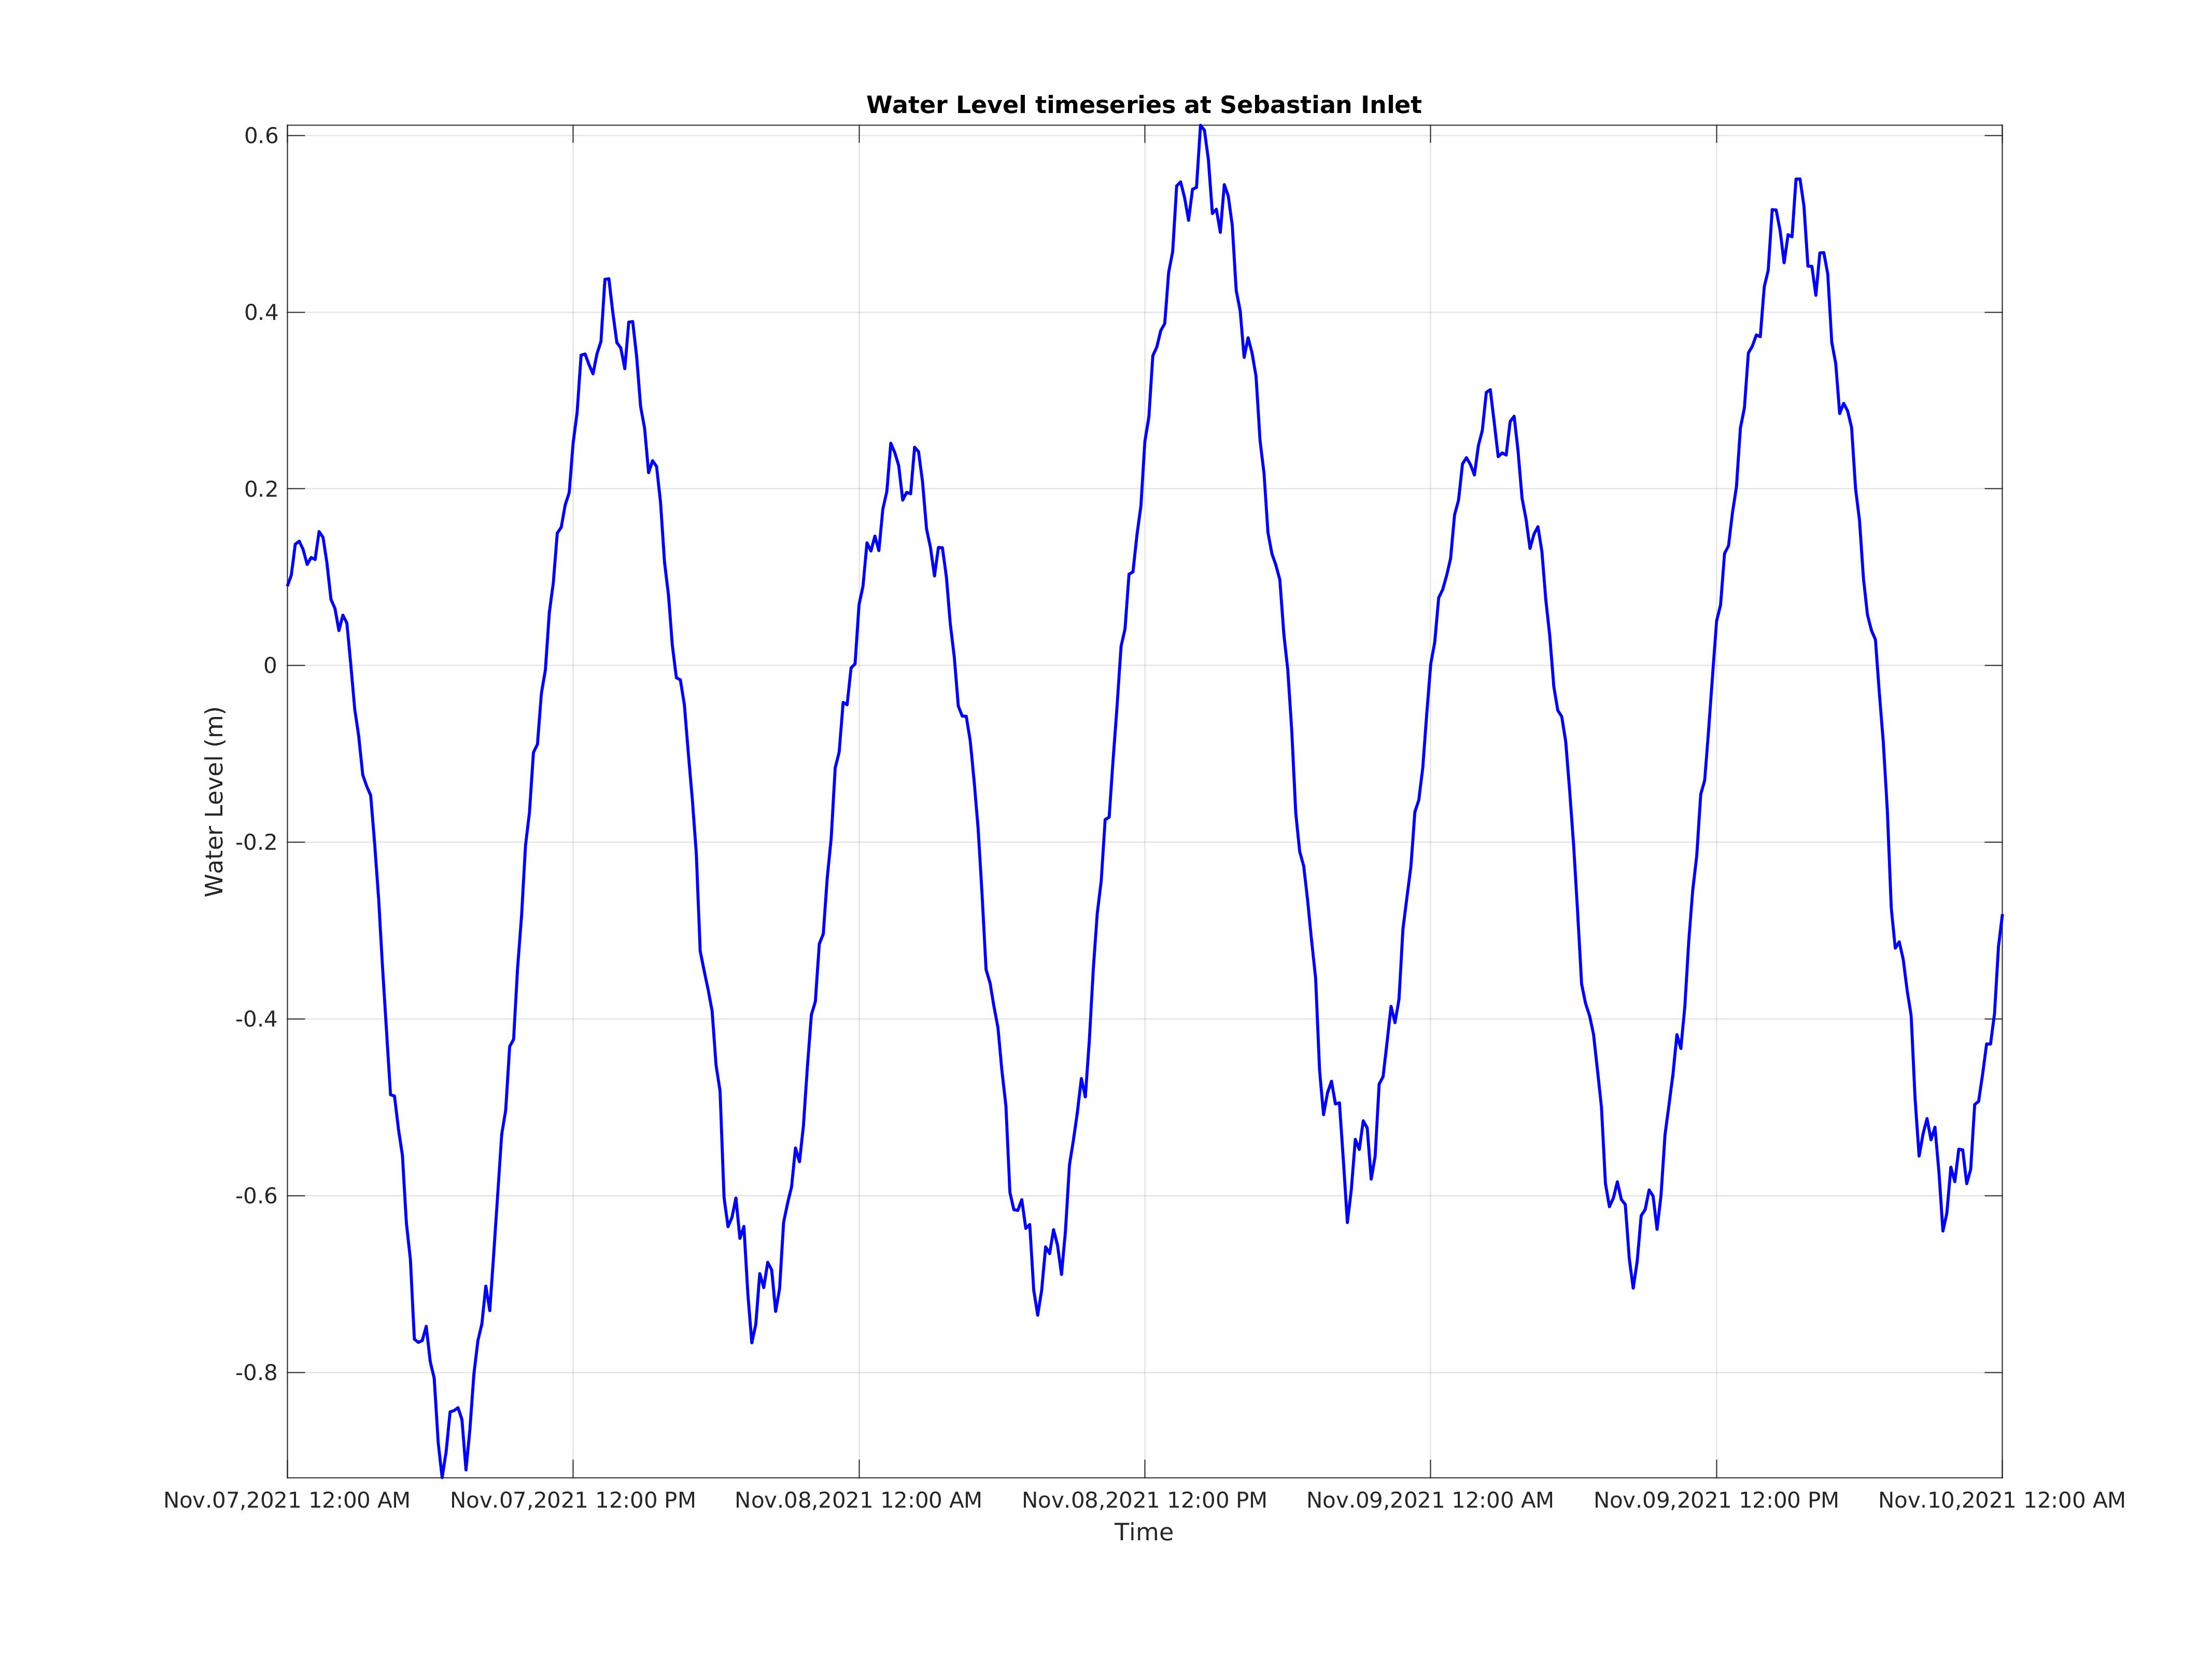 Water Level timeseries at Sebastian Inlet
0.6
0.4
0.2
0
-0.2
-0.4
-0.6
-0.8
Water Level (m)
Nov.07,2021 12:00 AM Nov.07,2021 12:00 PM Nov.08,2021 12:00 AM Nov.08,2021 12:00 PM Nov.09,2021 12:00 AM Nov.09,2021 12:00 PM Nov.10,2021 12:00 AM
Time